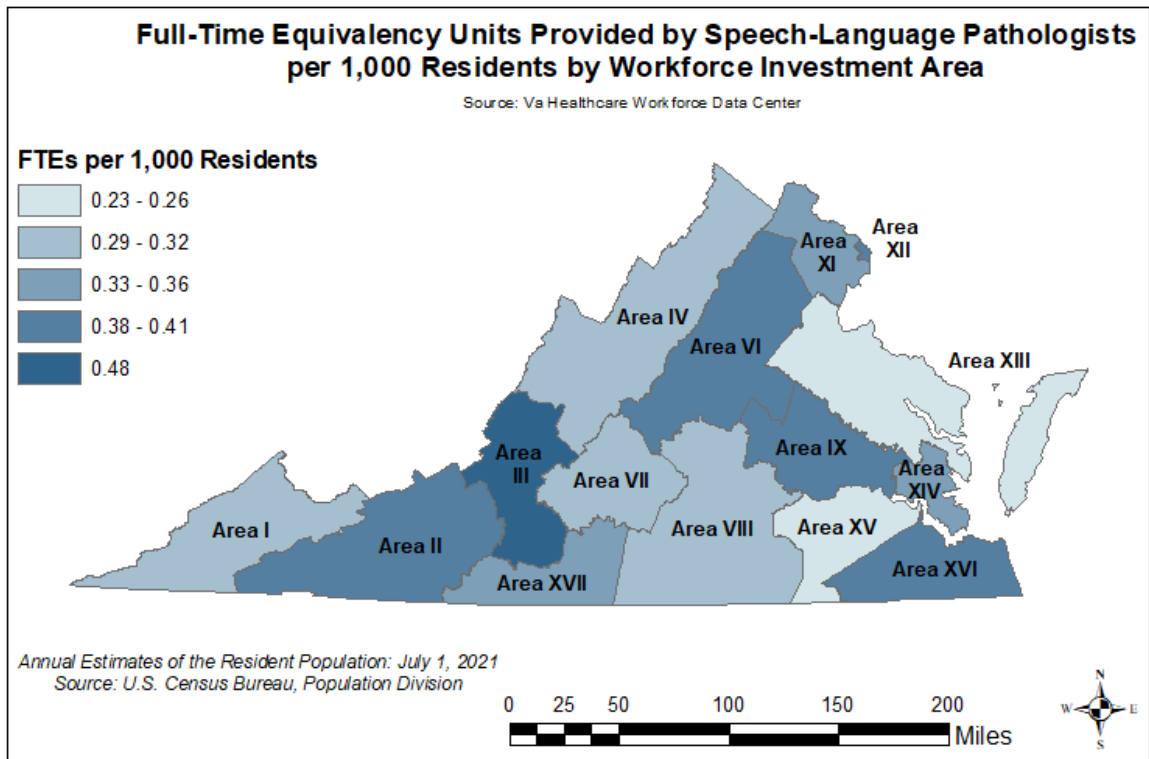 Full-Time Equivalency Units Provided by Speech-Language Pathologists
per 1,000 Residents by Workforce Investment Area
Source: Va Healthcare Workforce Data Center
FTEs per 1,000 Residents
0.23 - 0.26
0.29 - 0.32
0.33 - 0.36
0.38 - 0.41
0.48
Area
XII
Area
XI
Area IV
Area VI
Area XIII
Area
III
Area IX
Area VII
Area
XIV
Area I
Area VIII
Area XV
Area II
Area XVI
Area XVII
Annual Estimates of the Resident Population: July 1, 2021
Source: U.S. Census Bureau, Population Division
0 25 50 100 150 200
Miles
N
W E
S